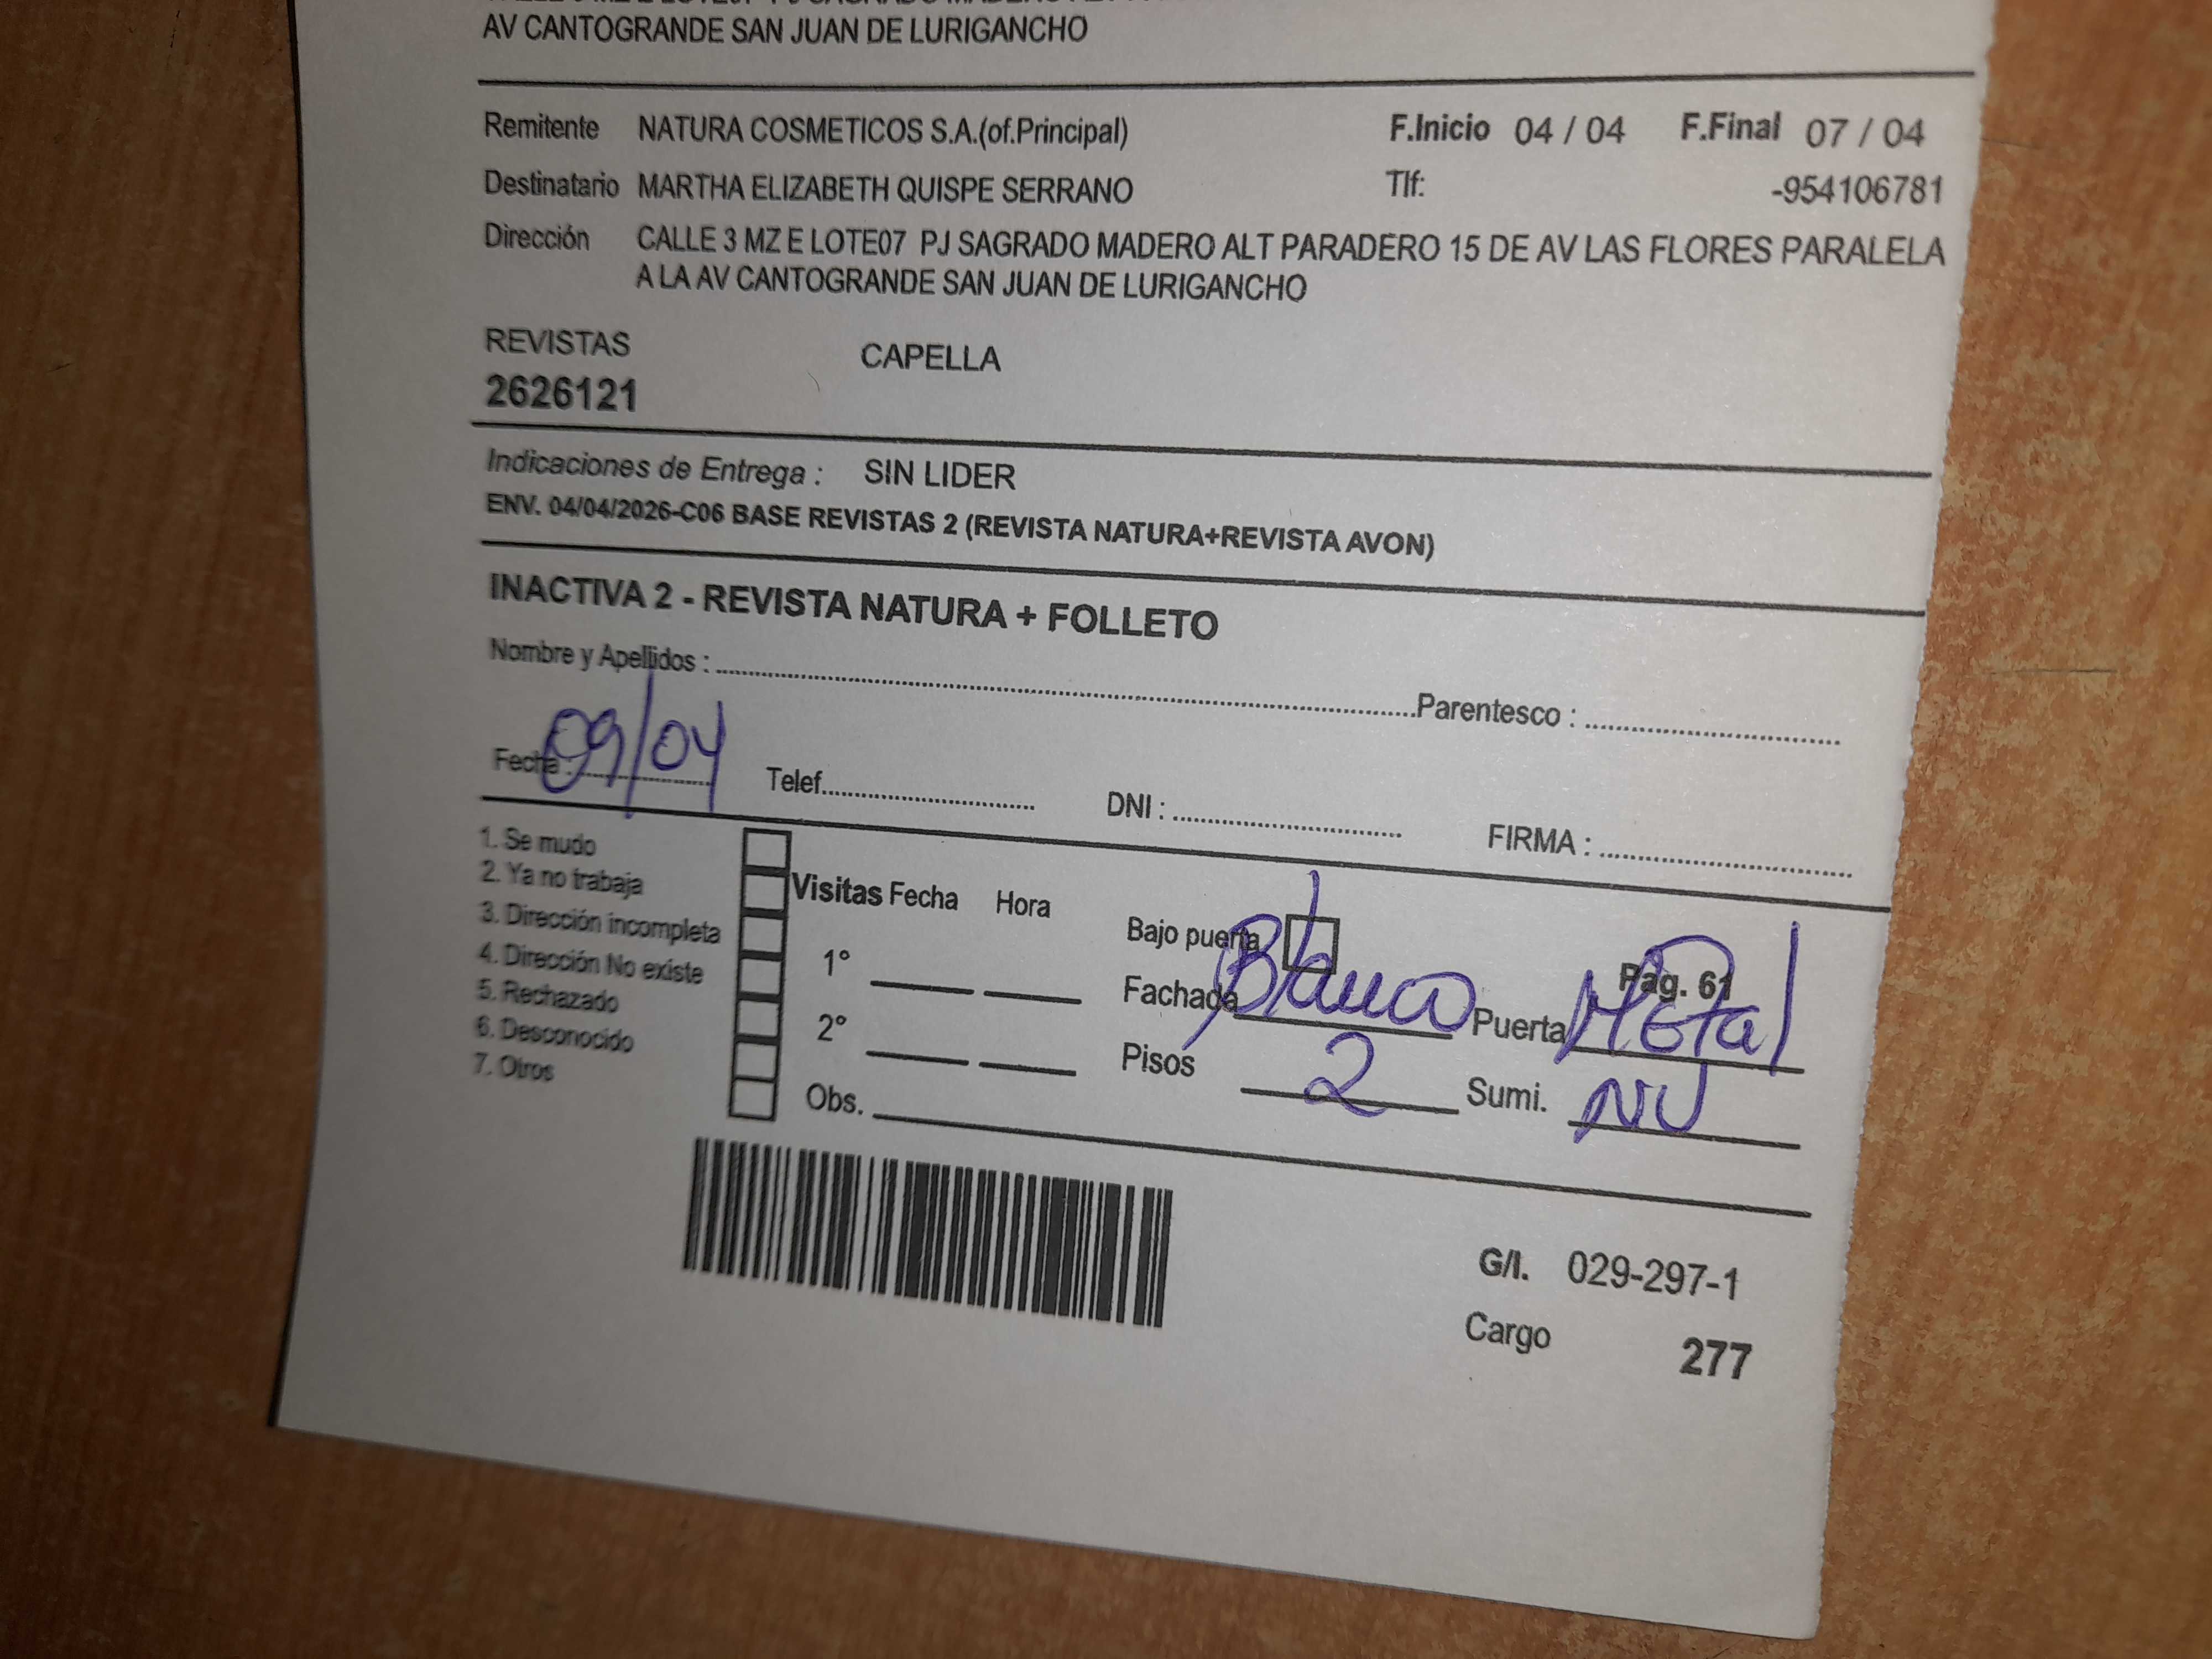 AV CANTOGRANDE SAN JUAN DE LURIGANCHO
Remitente NATURA COSMETICOS S.A.(of.Principal) F.Inicio 04 / 04 F.Final 07 / 04
Destinatario MARTHA ELIZABETH QUISPE SERRANO Tlf: -954106781
Dirección CALLE 3 MZ E LOTE07 PJ SAGRADO MADERO ALT PARADERO 15 DE AV LAS FLORES PARALELA
A LA AV CANTOGRANDE SAN JUAN DE LURIGANCHO
REVISTAS CAPELLA
2626121
Indicaciones de Entrega : SIN LIDER
ENV. 04/04/2026-C06 BASE REVISTAS 2 (REVISTA NATURA+REVISTA AVON)
INACTIVA 2 - REVISTA NATURA + FOLLETO
Nombre y Apellidos : Parentesco :
Fecha : 09/04 Telef. DNI : FIRMA :
1. Se mudo
2. Ya no trabaja
3. Dirección incompleta
4. Dirección No existe
5. Rechazado
6. Desconocido
7. Otros
Visitas Fecha Hora
1°
2°
Obs.
Bajo puerta
Pag. 61
Fachada Blanco Puerta Metal
Pisos 2 Sumi. NU
G/I. 029-297-1
Cargo 277